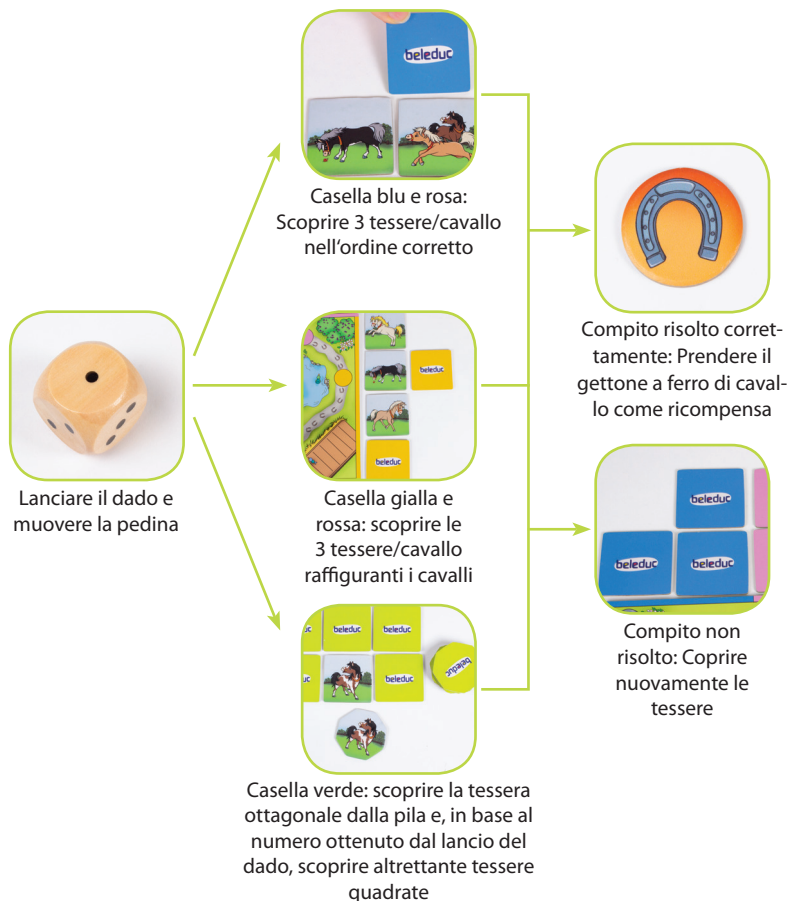 beleduc
Casella blu e rosa:
Scoprire 3 tessere/cavallo
nell‘ordine corretto
Lanciare il dado e
muovere la pedina
beleduc
beleduc
Casella gialla e
rossa: scoprire le
3 tessere/cavallo
raffiguranti i cavalli
beleduc
beleduc
beleduc
beleduc
Casella verde: scoprire la tessera
ottagonale dalla pila e, in base al
numero ottenuto dal lancio del
dado, scoprire altrettante tessere
quadrate
Compito risolto corret-
tamente: Prendere il
gettone a ferro di caval-
lo come ricompensa
beleduc
beleduc
beleduc
Compito non
risolto: Coprire
nuovamente le
tessere